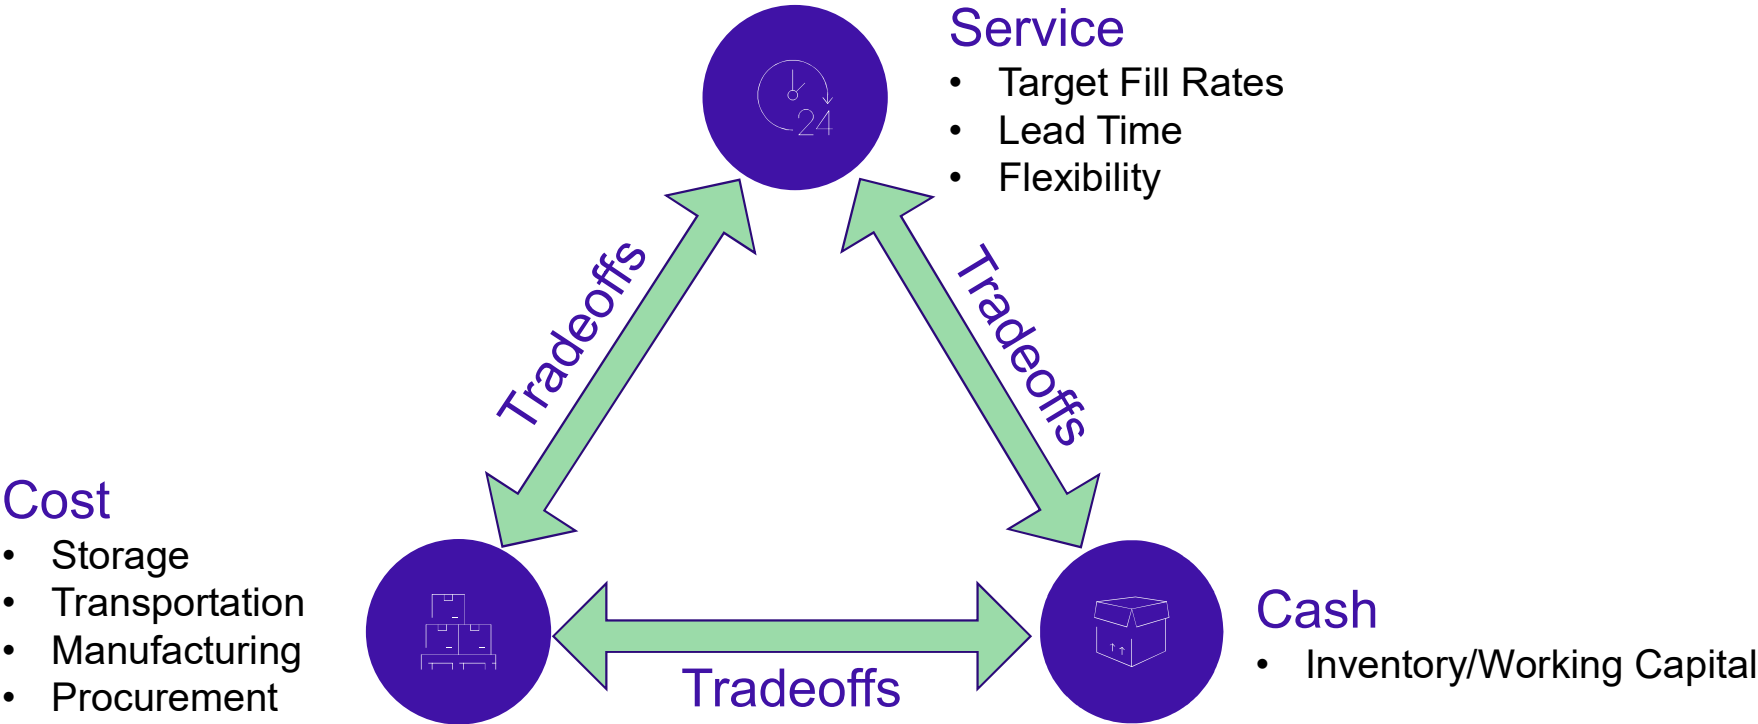 Service
• Target Fill Rates
• Lead Time
• Flexibility
24
Tradeoffs
Tradeoffs
Cost
• Storage
• Transportation
• Manufacturing
• Procurement
Tradeoffs
Cash
• Inventory/Working Capital